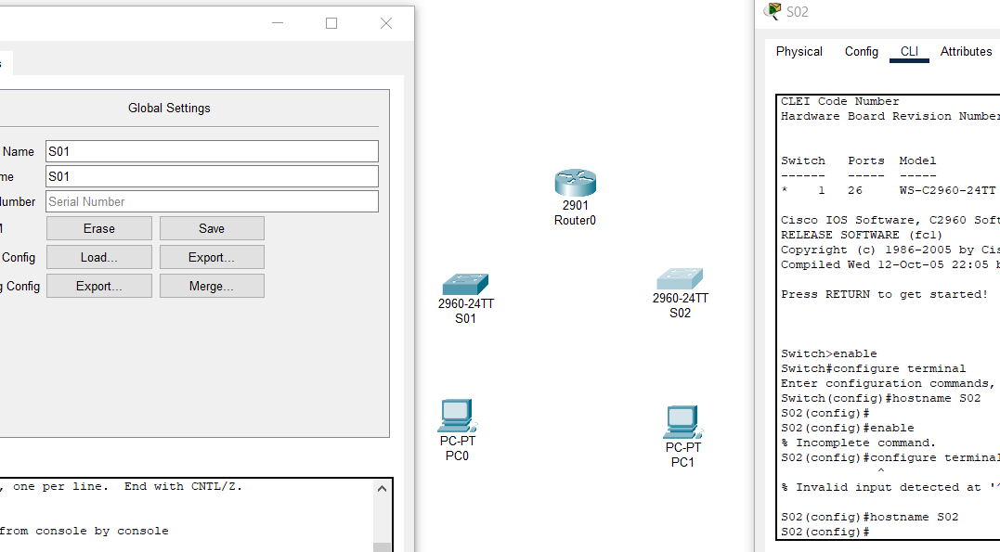 s
Global Settings
Name S01
me S01
Number Serial Number
M Erase Save
Config Load... Export...
g Config Export... Merge...
, one per line.  End with CNTL/Z.
from console by console
2901
Router0
2960-24TT
S01
2960-24TT
S02
PC-PT
PC0
PC-PT
PC1
S02
Physical Config CLI Attributes
CLEI Code Number
Hardware Board Revision Number
Switch   Ports  Model
------   -----  -----
*    1   26     WS-C2960-24TT
Cisco IOS Software, C2960 Soft
RELEASE SOFTWARE (fc1)
Copyright (c) 1986-2005 by Cis
Compiled Wed 12-Oct-05 22:05 b
Press RETURN to get started!
Switch>enable
Switch#configure terminal
Enter configuration commands,
Switch(config)#hostname S02
S02(config)#
S02(config)#enable
% Incomplete command.
S02(config)#configure terminal
^
% Invalid input detected at '^
S02(config)#hostname S02
S02(config)#